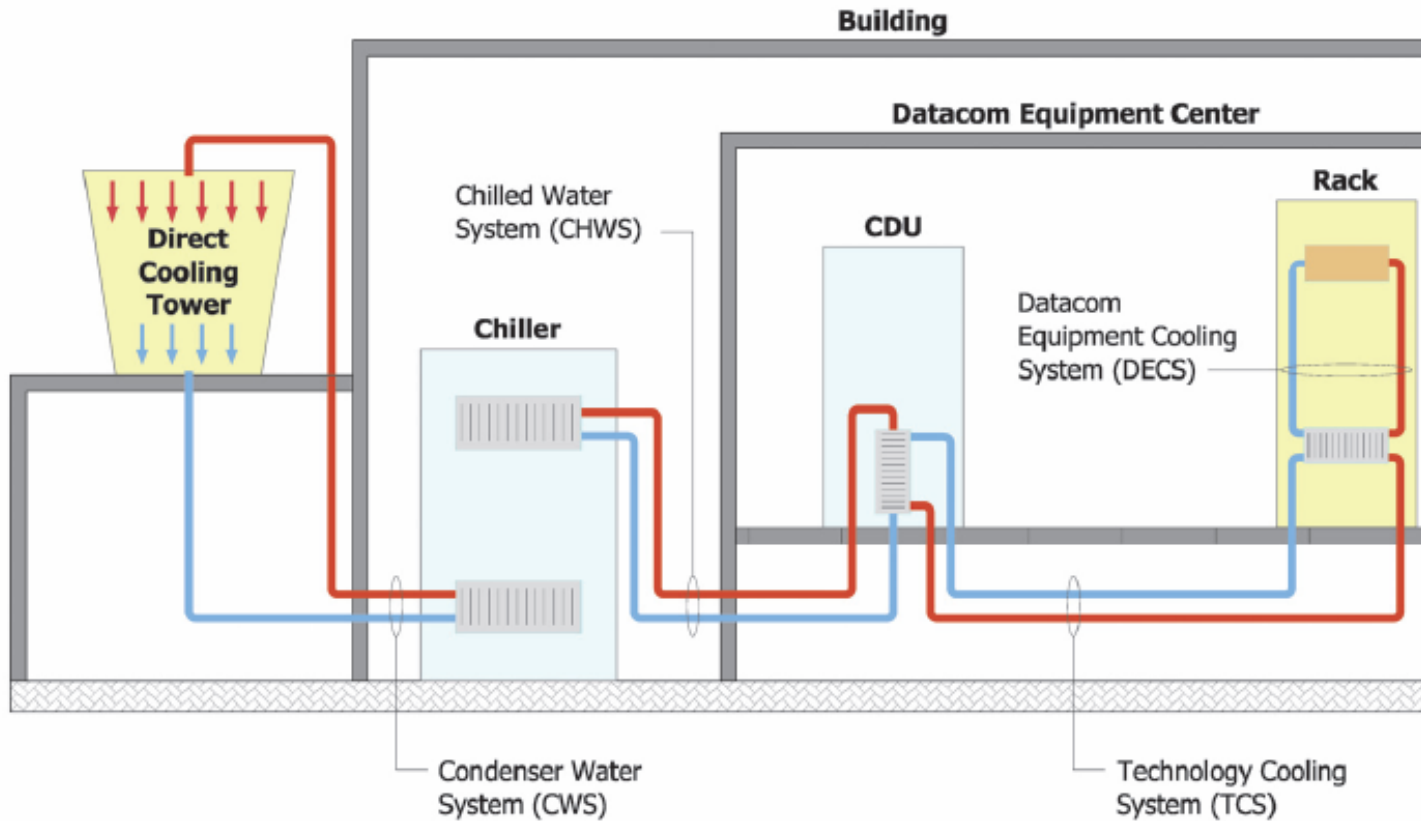 Building
Datacom Equipment Center
Rack
Chilled Water
System (CHWS)
CDU
Direct
Cooling
Tower
Datacom
Equipment Cooling
System (DECS)
Chiller
Condenser Water
System (CWS)
Technology Cooling
System (TCS)